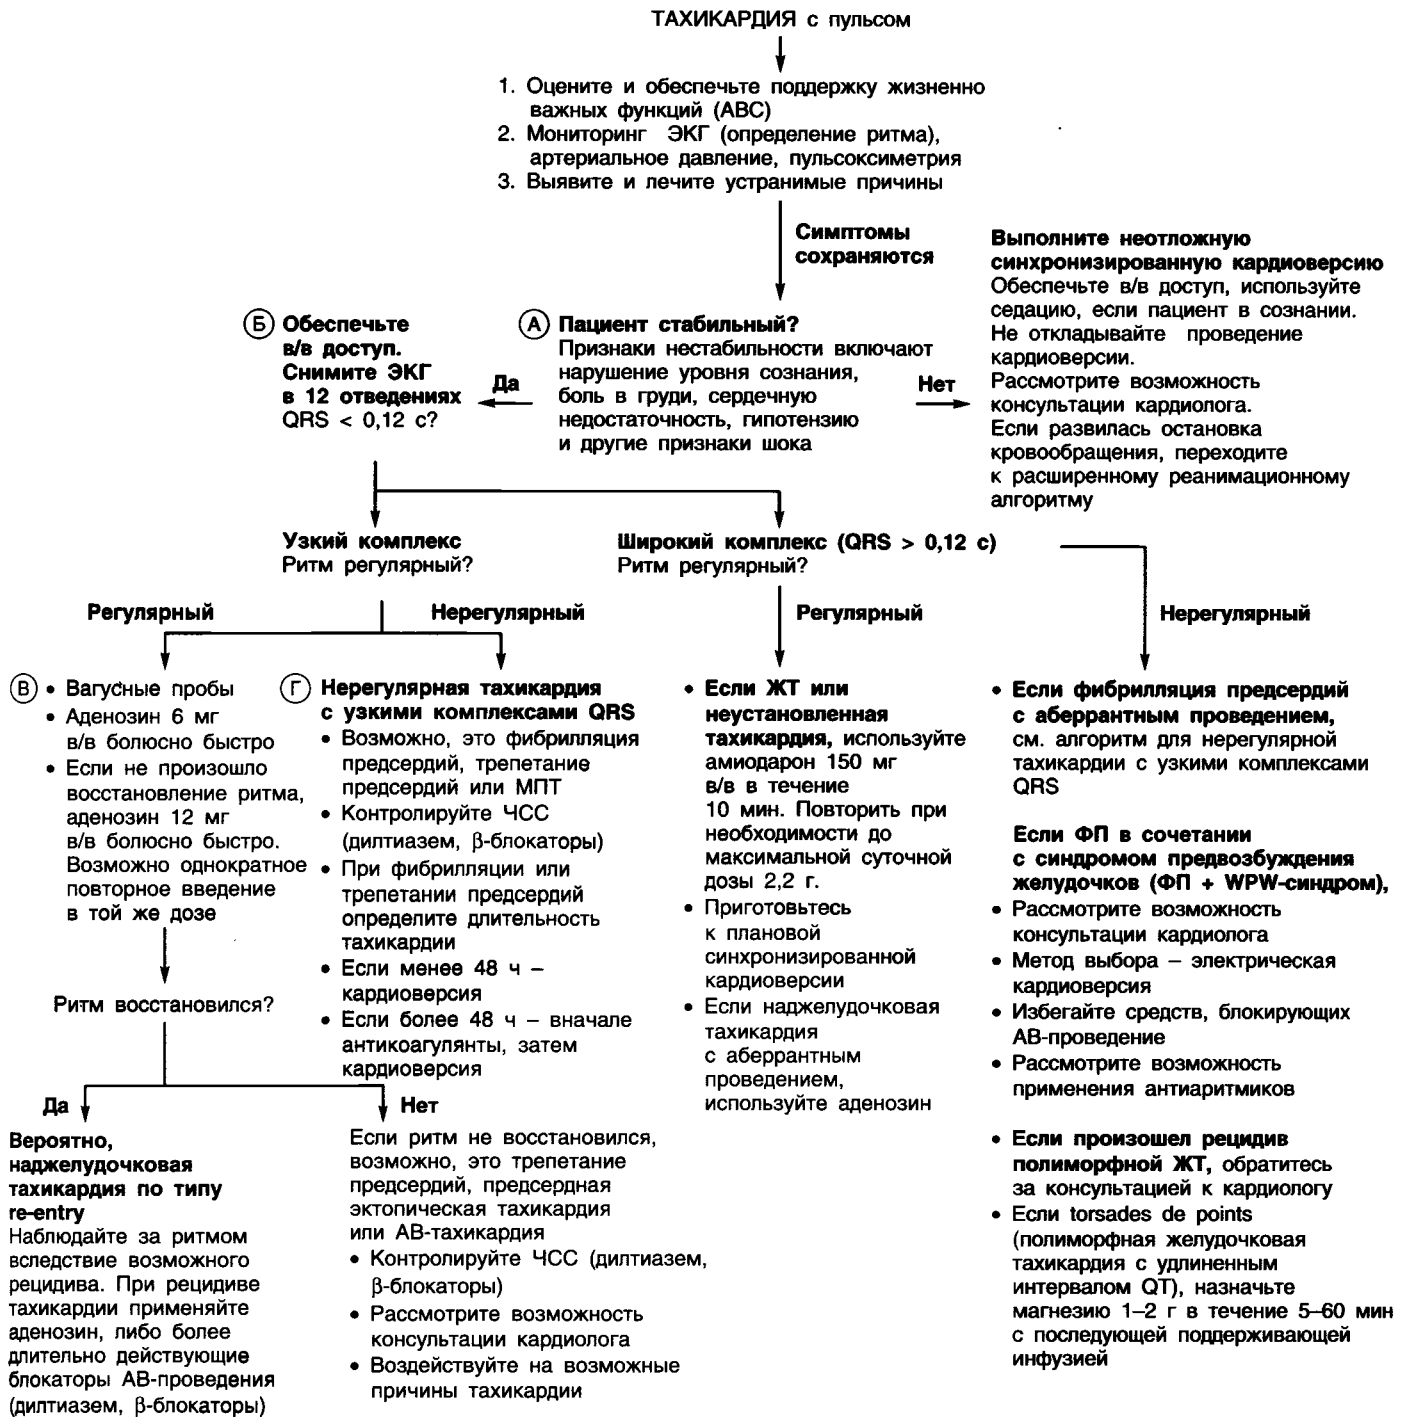 ТАХИКАРДИЯ с пульсом
1. Оцените и обеспечьте поддержку жизненно
важных функций (АВС)
2. Мониторинг ЭКГ (определение ритма),
артериальное давление, пульсоксиметрия
3. Выявите и лечите устранимые причины
Симптомы
сохраняются
Выполните неотложную
синхронизированную кардиоверсию
Обеспечьте в/в доступ, используйте
седацию, если пациент в сознании.
Не откладывайте проведение
кардиоверсии.
Рассмотрите возможность
консультации кардиолога.
Если развилась остановка
кровообращения, переходите
к расширенному реанимационному
алгоритму
Б Обеспечьте
в/в доступ.
Снимите ЭКГ
в 12 отведениях
QRS < 0,12 с?
Да
А Пациент стабильный?
Признаки нестабильности включают
нарушение уровня сознания,
боль в груди, сердечную
недостаточность, гипотензию
и другие признаки шока
Нет
Узкий комплекс
Ритм регулярный?
Широкий комплекс (QRS > 0,12 с)
Ритм регулярный?
Регулярный
Нерегулярный
Регулярный
Нерегулярный
В • Вагусные пробы
• Аденозин 6 мг
в/в болюсно быстро
• Если не произошло
восстановление ритма,
аденозин 12 мг
в/в болюсно быстро.
Возможно однократное
повторное введение
в той же дозе
Г Нерегулярная тахикардия
с узкими комплексами QRS
• Возможно, это фибрилляция
предсердий, трепетание
предсердий или МПТ
• Контролируйте ЧСС
(дилтиазем, β-блокаторы)
• При фибрилляции или
трепетании предсердий
определите длительность
тахикардии
• Если менее 48 ч –
кардиоверсия
• Если более 48 ч – вначале
антикоагулянты, затем
кардиоверсия
• Если ЖТ или
неустановленная
тахикардия, используйте
амиодарон 150 мг
в/в в течение
10 мин. Повторить при
необходимости до
максимальной суточной
дозы 2,2 г.
• Приготовьтесь
к плановой
синхронизированной
кардиоверсии
• Если наджелудочковая
тахикардия
с аберрантным
проведением,
используйте аденозин
• Если фибрилляция предсердий
с аберрантным проведением,
см. алгоритм для нерегулярной
тахикардии с узкими комплексами
QRS
Если ФП в сочетании
с синдромом предвозбуждения
желудочков (ФП + WPW-синдром),
• Рассмотрите возможность
консультации кардиолога
• Метод выбора – электрическая
кардиоверсия
• Избегайте средств, блокирующих
АВ-проведение
• Рассмотрите возможность
применения антиаритмиков
• Если произошел рецидив
полиморфной ЖТ, обратитесь
за консультацией к кардиологу
• Если torsades de points
(полиморфная желудочковая
тахикардия с удлиненным
интервалом QT), назначьте
магнезию 1–2 г в течение 5–60 мин
с последующей поддерживающей
инфузией
Ритм восстановился?
Да
Нет
Вероятно,
наджелудочковая
тахикардия по типу
re-entry
Наблюдайте за ритмом
вследствие возможного
рецидива. При рецидиве
тахикардии применяйте
аденозин, либо более
длительно действующие
блокаторы АВ-проведения
(дилтиазем, β-блокаторы)
Если ритм не восстановился,
возможно, это трепетание
предсердий, предсердная
эктопическая тахикардия
или АВ-тахикардия
• Контролируйте ЧСС (дилтиазем,
β-блокаторы)
• Рассмотрите возможность
консультации кардиолога
• Воздействуйте на возможные
причины тахикардии